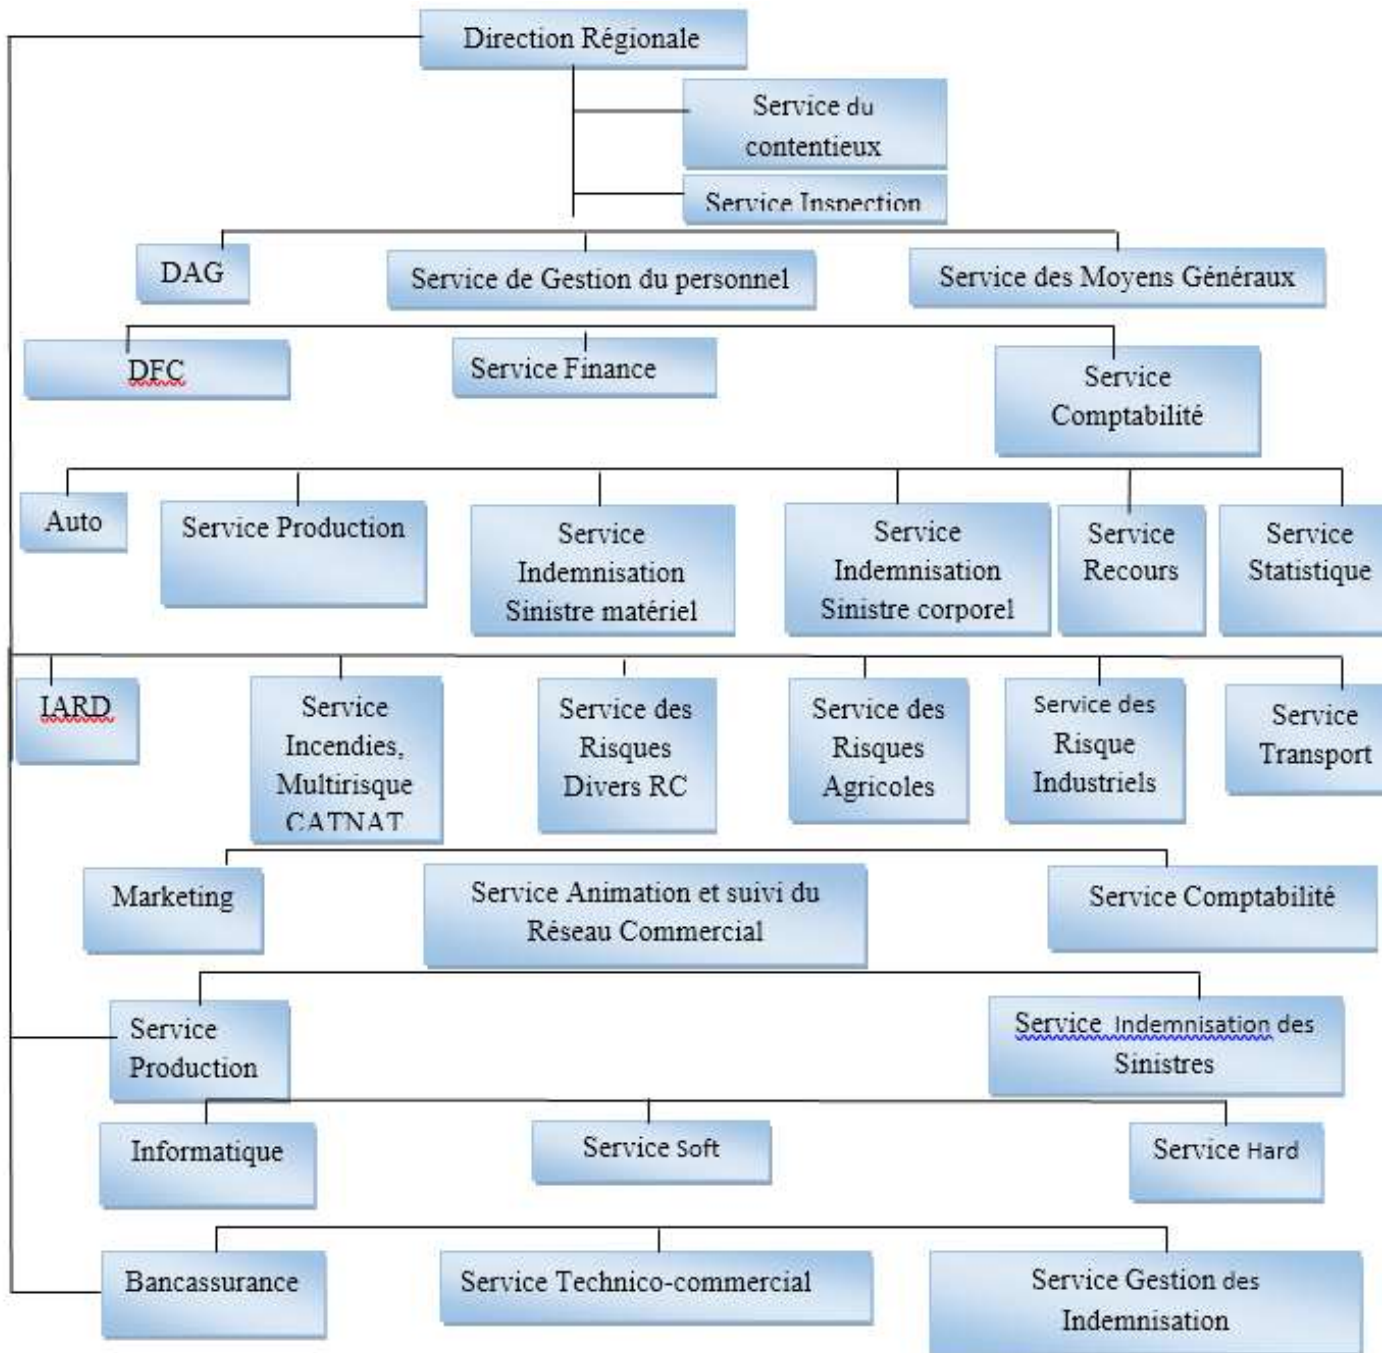 Direction Régionale
Service du
contentieux
Service Inspection
DAG
Service de Gestion du personnel
Service des Moyens Généraux
DFC
Service Finance
Service
Comptabilité
Auto
Service Production
Service
Indemnisation
Sinistre matériel
Service
Indemnisation
Sinistre corporel
Service
Recours
Service
Statistique
IARD
Service
Incendies,
Multirisque
CATNAT
Service des
Risques
Divers RC
Service des
Risques
Agricoles
Service des
Risque
Industriels
Service
Transport
Marketing
Service Animation et suivi du
Réseau Commercial
Service Comptabilité
Service
Production
Service Indemnisation des
Sinistres
Informatique
Service Soft
Service Hard
Bancassurance
Service Technico-commercial
Service Gestion des
Indemnisation